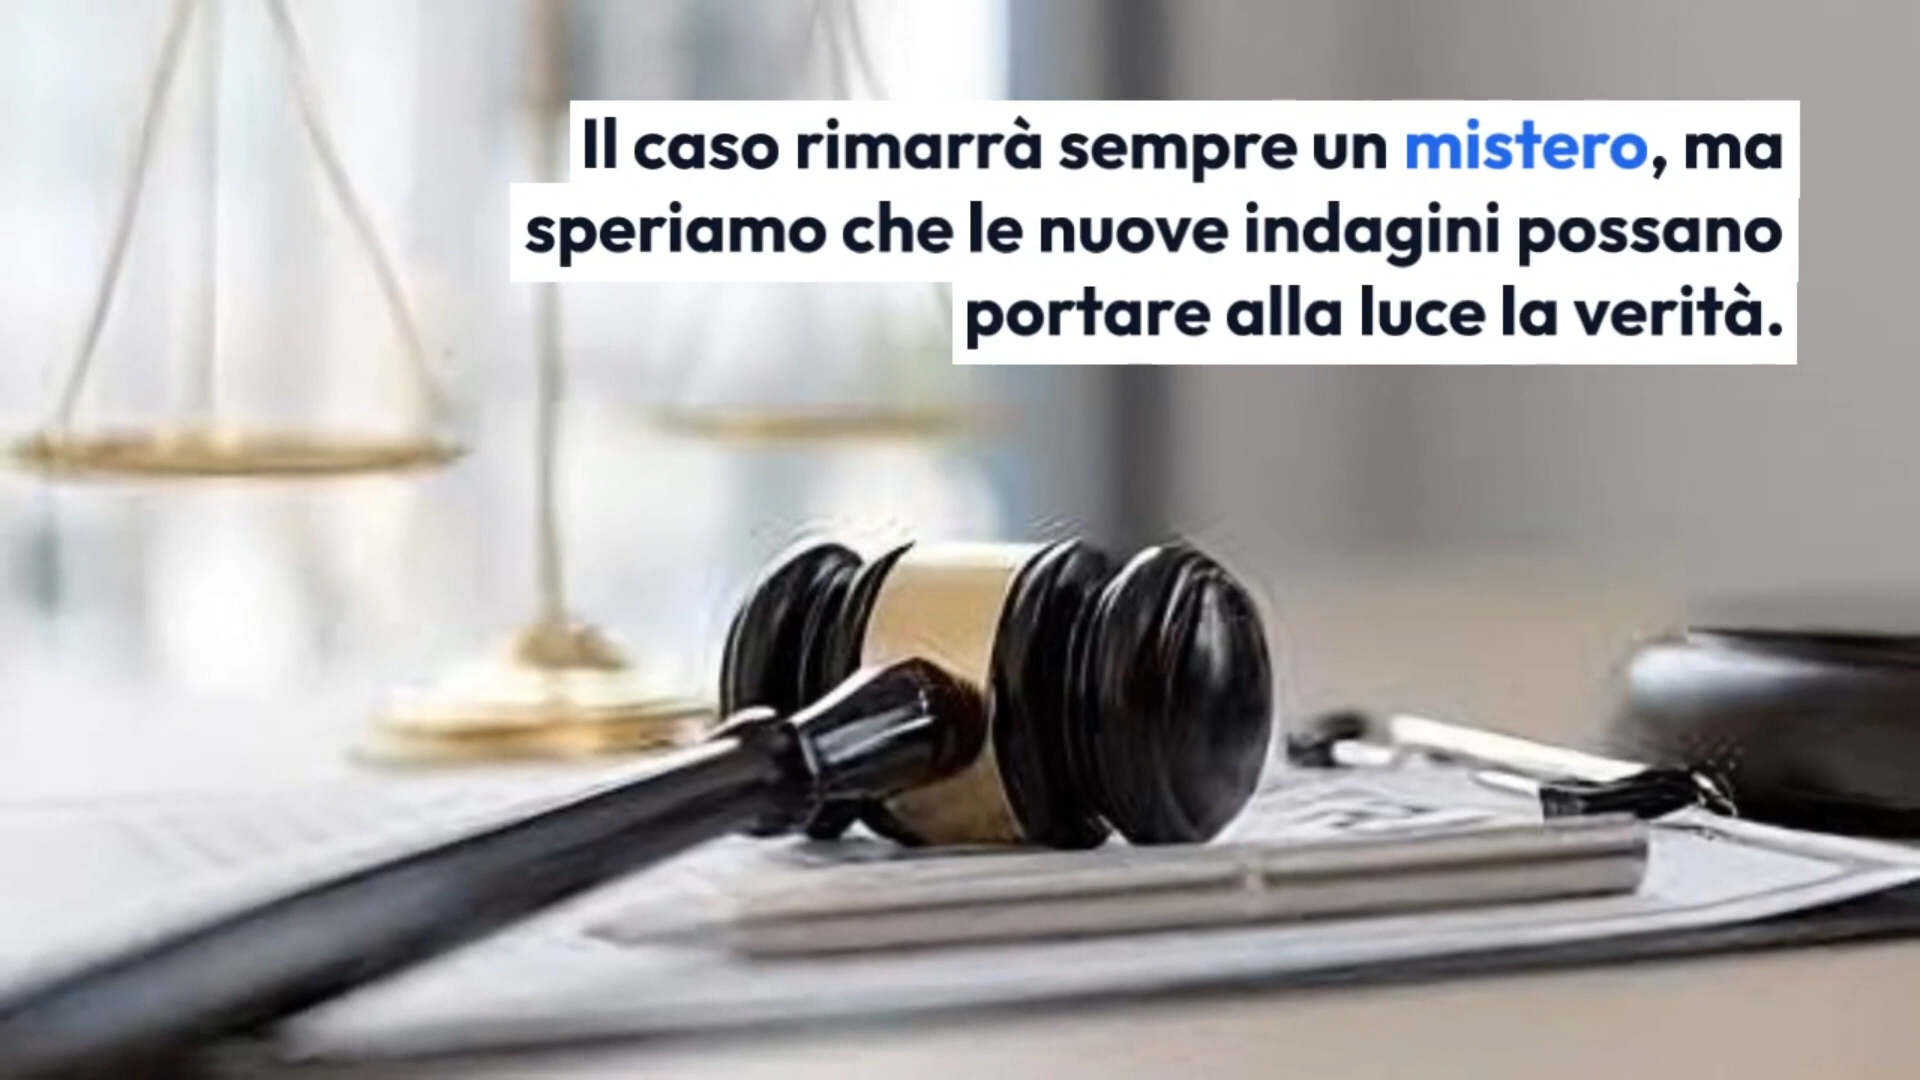 Il caso rimarrà sempre un mistero, ma
speriamo che le nuove indagini possano
portare alla luce la verità.